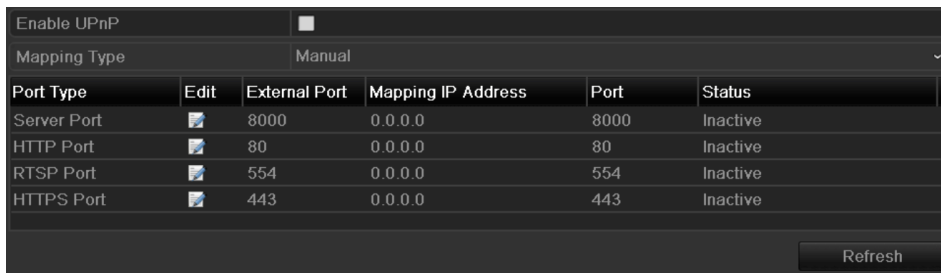 Enable UPnP
Mapping Type Manual
Port Type Edit External Port Mapping IP Address Port Status
Server Port 8000 0.0.0.0 8000 Inactive
HTTP Port 80 0.0.0.0 80 Inactive
RTSP Port 554 0.0.0.0 554 Inactive
HTTPS Port 443 0.0.0.0 443 Inactive
Refresh